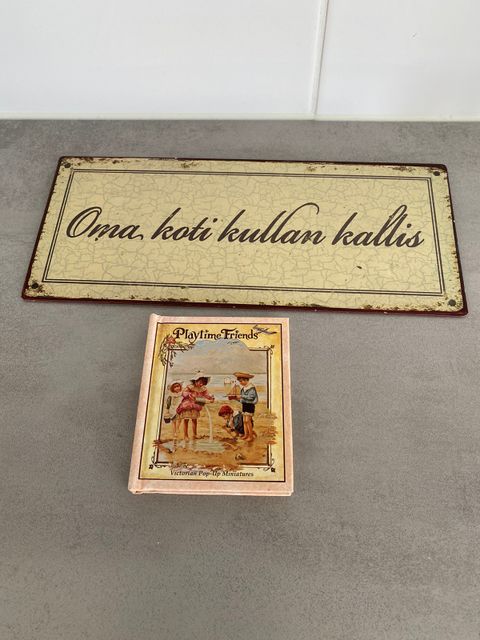 Oma koti kullan kallis
Playtime Friends
Victorian Pop-Up Miniatures